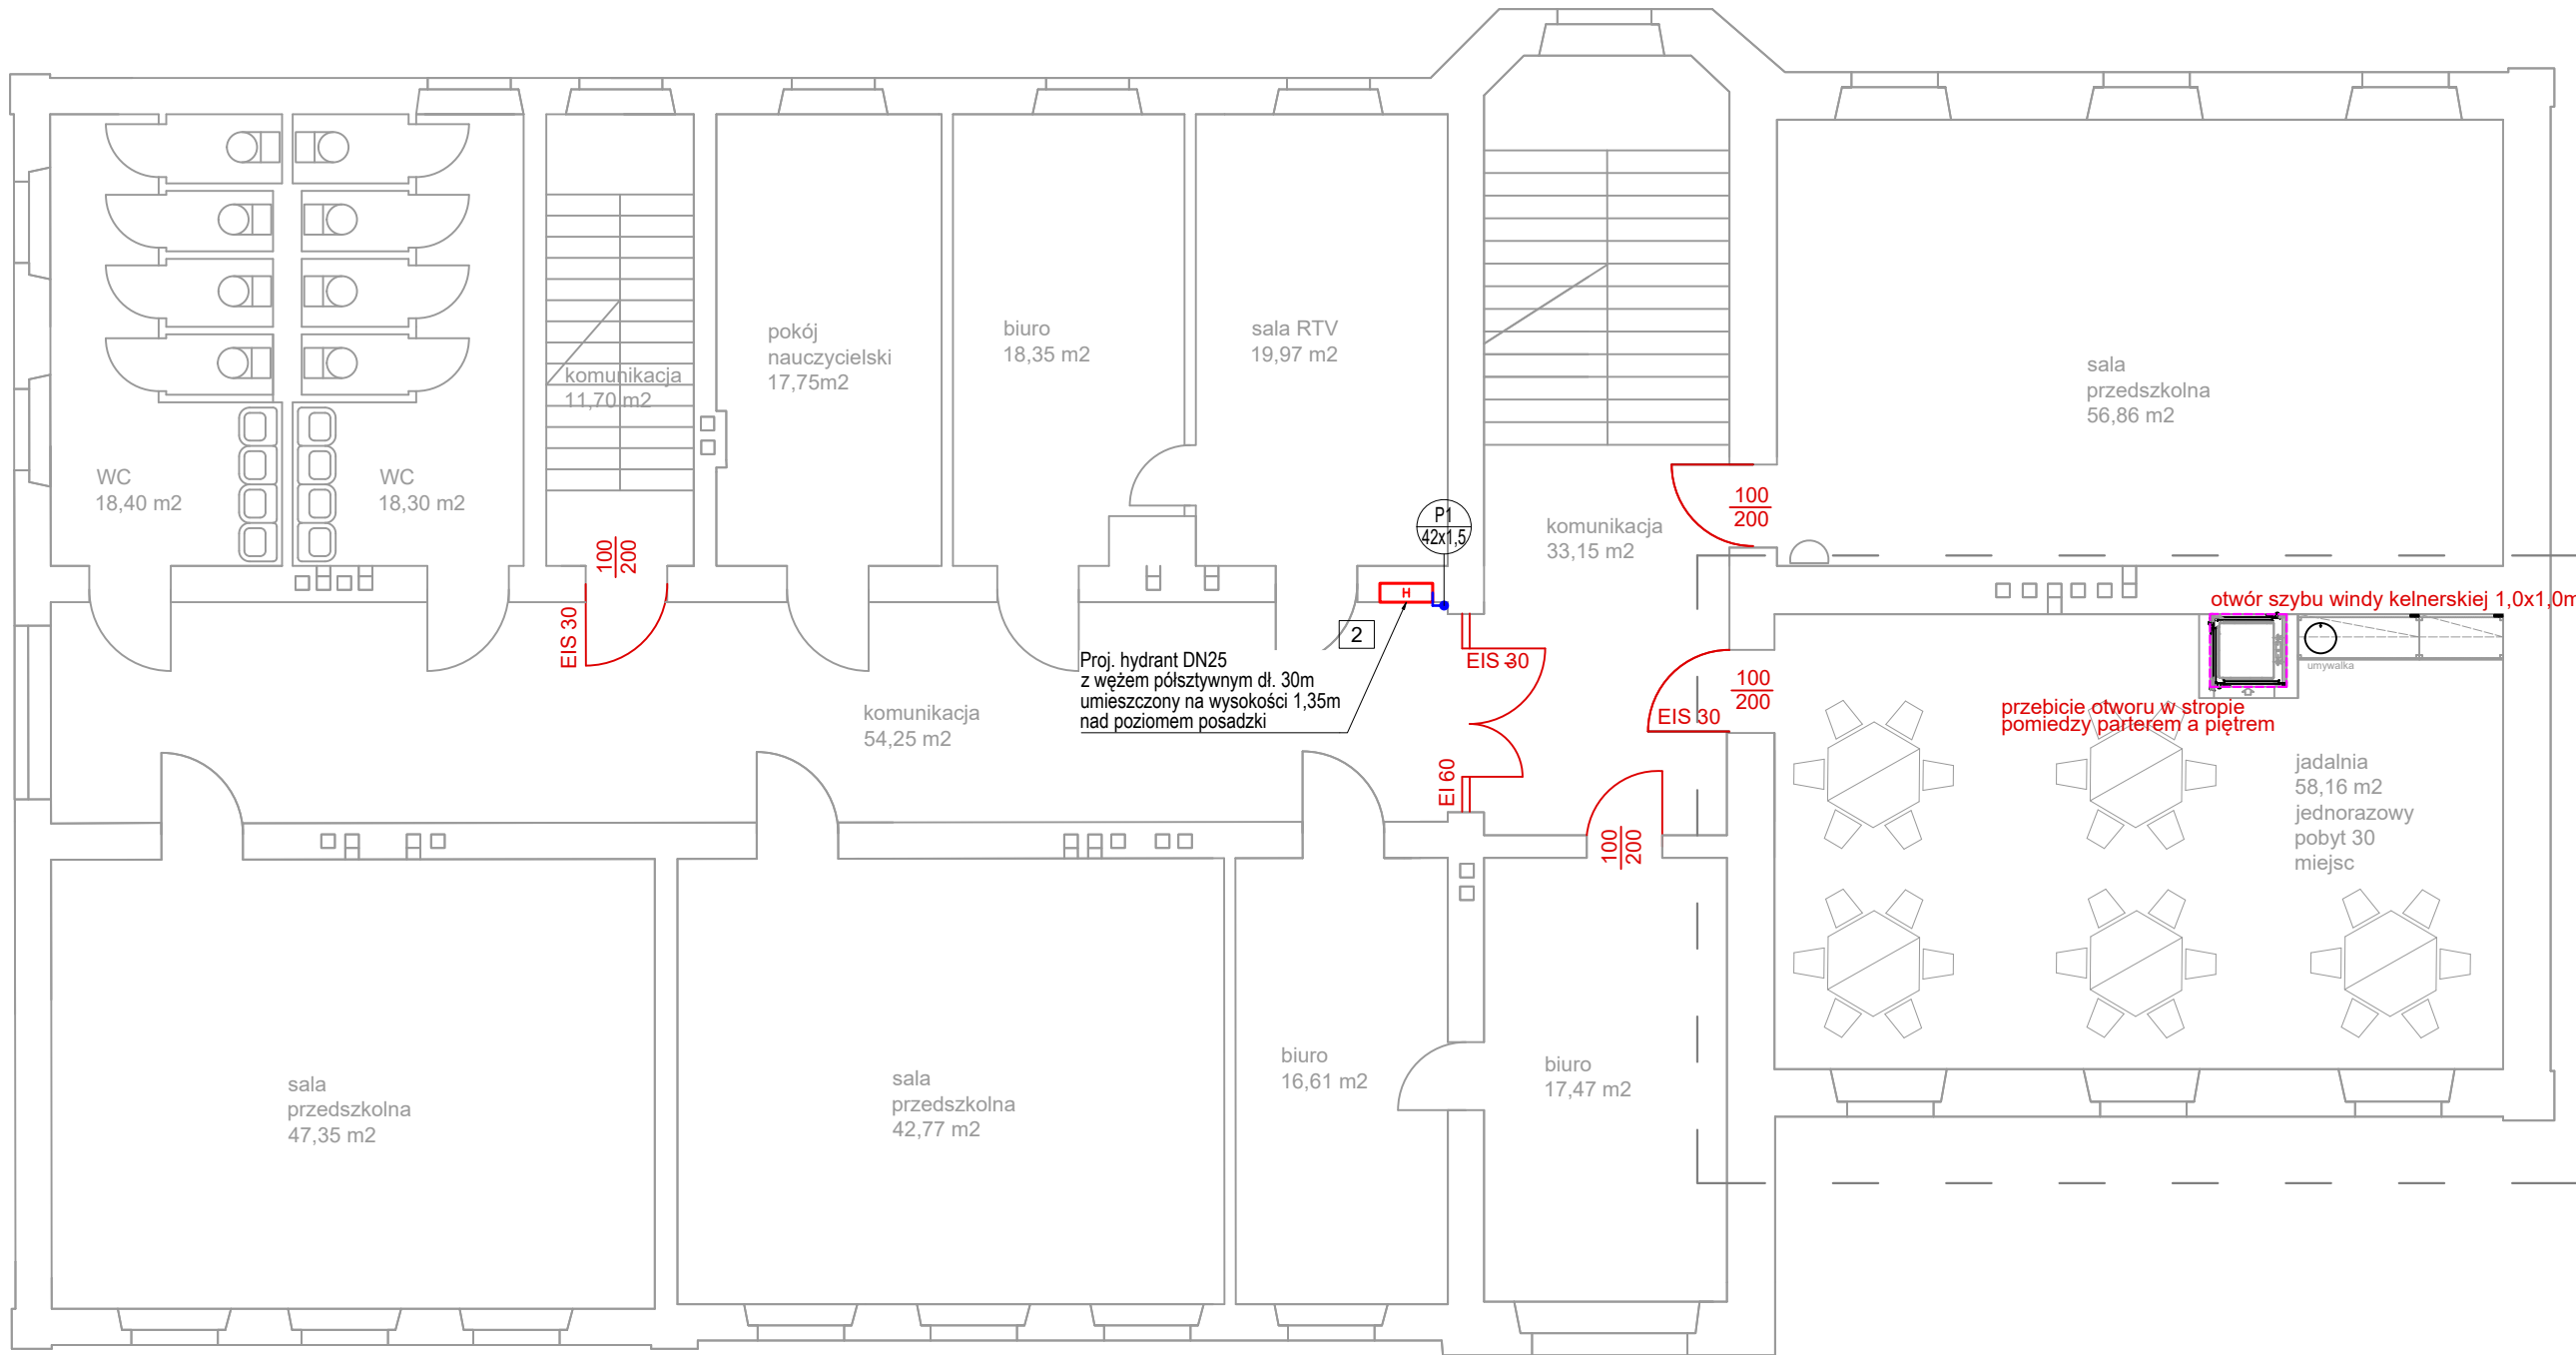 pokój
nauczycielski
17,75m2
biuro
18,35 m2
sala RTV
19,97 m2
komunikacja
11,70 m2
sala
przedszkolna
56,86 m2
WC
18,40 m2
WC
18,30 m2
100
200
EIS 30
P1
42x1,5
komunikacja
33,15 m2
100
200
H
2
Proj. hydrant DN25
z wężem półsztywnym dł. 30m
umieszczony na wysokości 1,35m
nad poziomem posadzki
otwór szybu windy kelnerskiej 1,0x1,0m
umywalka
EIS 30
100
200
EIS 30
przebicie otworu w stropie
pomiedzy parterem a piętrem
komunikacja
54,25 m2
EI 60
jadalnia
58,16 m2
jednorazowy
pobyt 30
miejsc
100
200
sala
przedszkolna
47,35 m2
sala
przedszkolna
42,77 m2
biuro
16,61 m2
biuro
17,47 m2